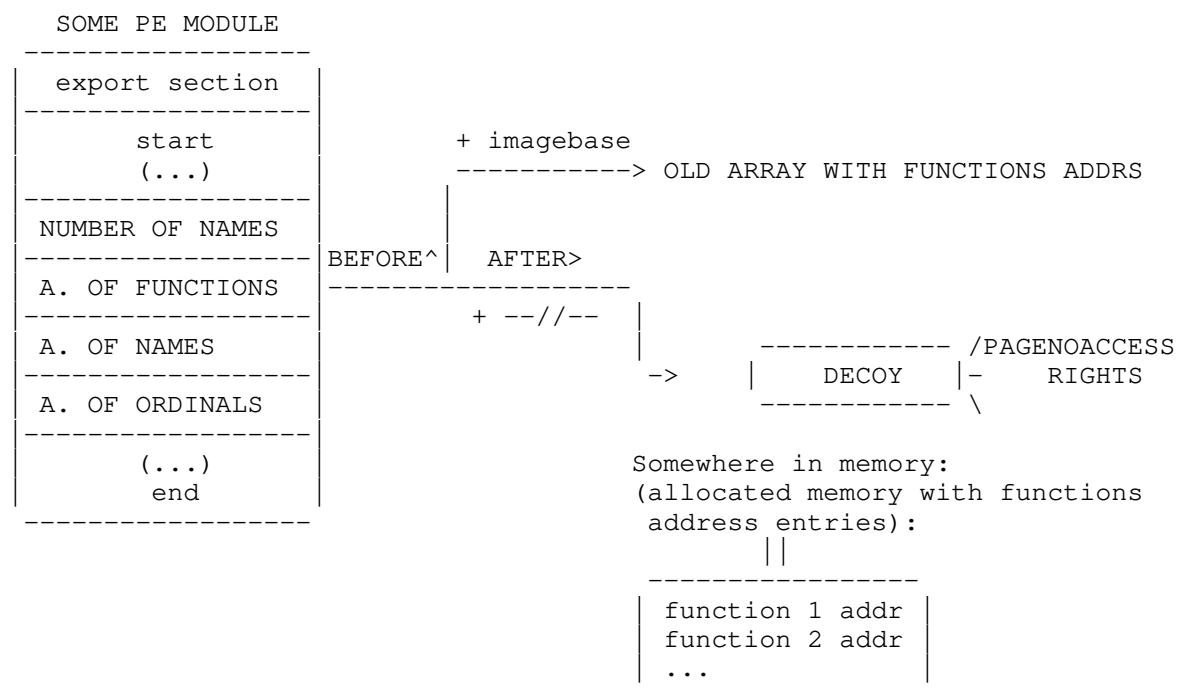 SOME PE MODULE
export section
start
+ imagebase
(...)
-----------> OLD ARRAY WITH FUNCTIONS ADDRS
NUMBER OF NAMES
BEFORE^| AFTER>
A. OF FUNCTIONS
+ --//--
A. OF NAMES
/PAGENOACCESS
-> | DECOY |- RIGHTS
A. OF ORDINALS
\
(...)
Somewhere in memory:
end
(allocated memory with functions
address entries):
||
function 1 addr
function 2 addr
...